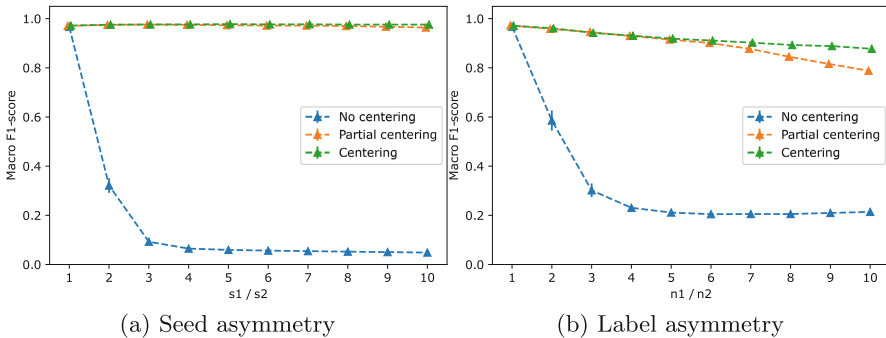 Macro F1-score
1.0
0.8
0.6
0.4
0.2
0.0
1 2 3 4 5 6 7 8 9 10
s1 / s2
No centering
Partial centering
Centering
(a) Seed asymmetry
Macro F1-score
1.0
0.8
0.6
0.4
0.2
0.0
1 2 3 4 5 6 7 8 9 10
n1 / n2
No centering
Partial centering
Centering
(b) Label asymmetry